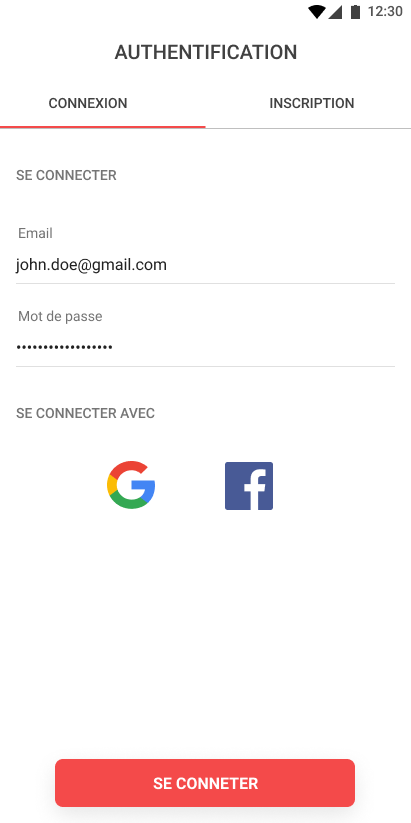 12:30
AUTHENTIFICATION
CONNEXION INSCRIPTION
SE CONNECTER
Email
john.doe@gmail.com
Mot de passe
••••••••••••••••••
SE CONNECTER AVEC
SE CONNETER